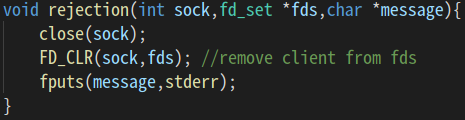 void rejection(int sock,fd_set *fds,char *message){
    close(sock);
    FD_CLR(sock,fds); //remove client from fds
    fputs(message,stderr);
}